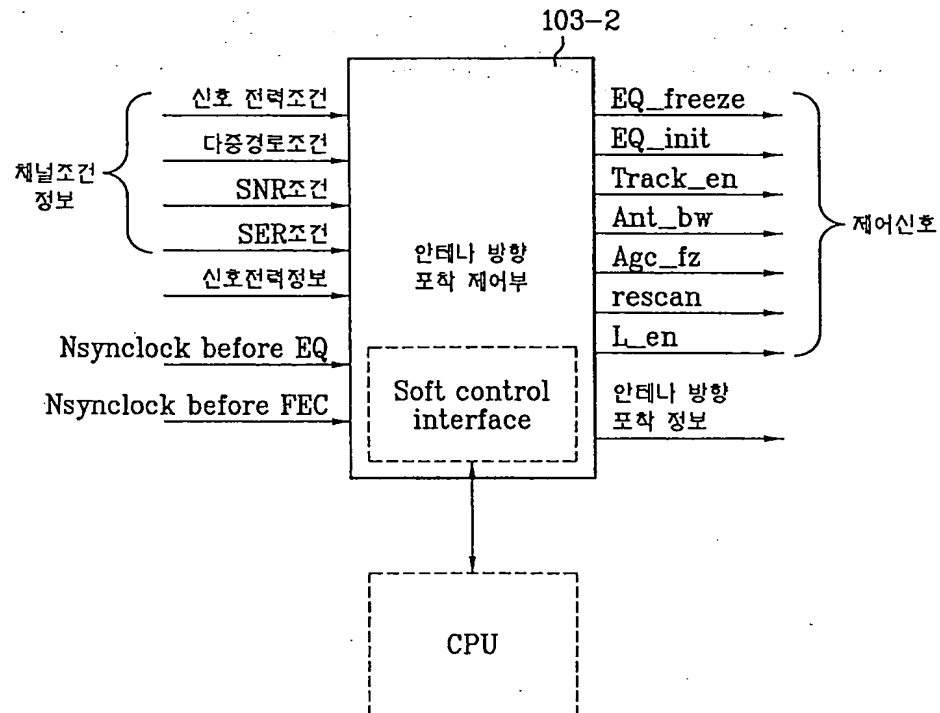 103-2
신호 전력조건
다중경로조건
SNR조건
SER조건
채널조건
정보
신호전력정보
Nsynclock before EQ
Nsynclock before FEC
안테나 방향
포착 제어부
Soft control
interface
EQ_freeze
EQ_init
Track_en
Ant_bw
Agc_fz
rescan
L_en
제어신호
안테나 방향
포착 정보
CPU